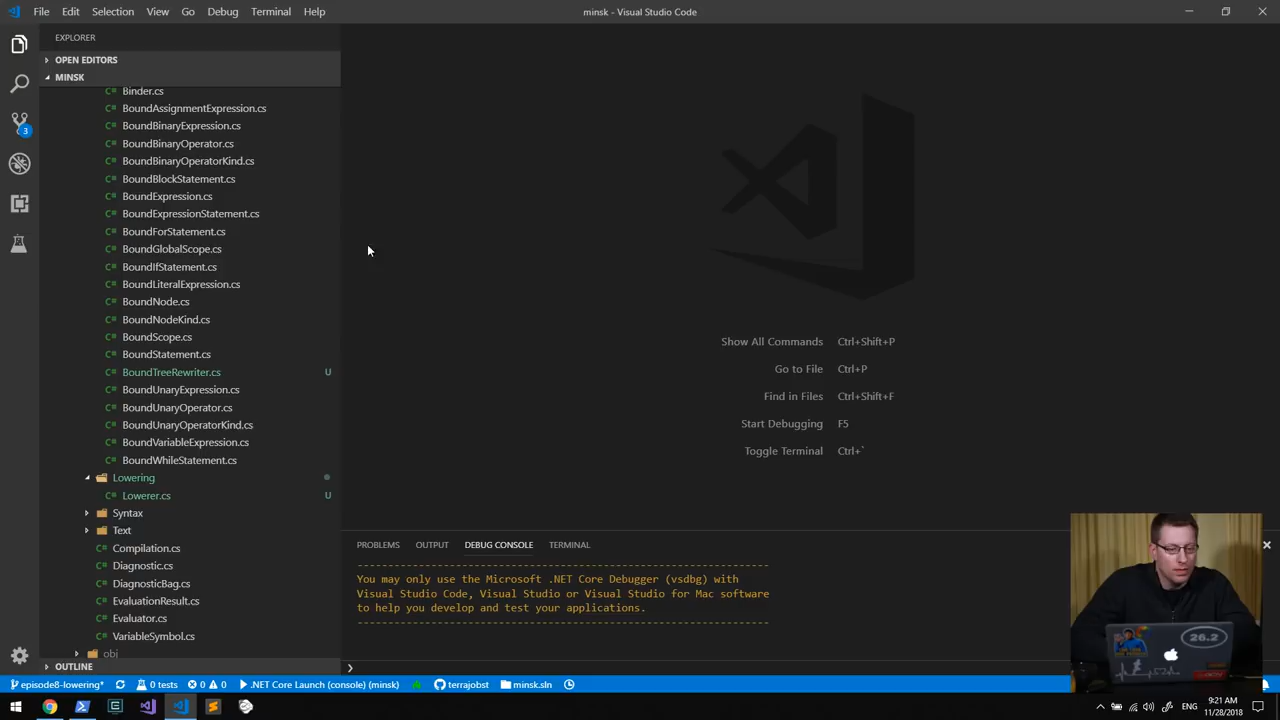 File Edit Selection View Go Debug Terminal Help
minsk - Visual Studio Code
EXPLORER
OPEN EDITORS
MINSK
Binder.cs
BoundAssignmentExpression.cs
BoundBinaryExpression.cs
BoundBinaryOperator.cs
BoundBinaryOperatorKind.cs
BoundBlockStatement.cs
BoundExpression.cs
BoundExpressionStatement.cs
BoundForStatement.cs
BoundGlobalScope.cs
BoundIfStatement.cs
BoundLiteralExpression.cs
BoundNode.cs
BoundNodeKind.cs
BoundScope.cs
BoundStatement.cs
BoundTreeRewriter.cs U
BoundUnaryExpression.cs
BoundUnaryOperator.cs
BoundUnaryOperatorKind.cs
BoundVariableExpression.cs
BoundWhileStatement.cs
Lowering
Lowerer.cs U
Syntax
Text
Compilation.cs
Diagnostic.cs
DiagnosticBag.cs
EvaluationResult.cs
Evaluator.cs
VariableSymbol.cs
obj
OUTLINE
3
Show All Commands Ctrl+Shift+P
Go to File Ctrl+P
Find in Files Ctrl+Shift+F
Start Debugging F5
Toggle Terminal Ctrl+`
PROBLEMS OUTPUT DEBUG CONSOLE TERMINAL
-------------------------------------------------------------------
You may only use the Microsoft .NET Core Debugger (vsdbg) with
Visual Studio Code, Visual Studio or Visual Studio for Mac software
to help you develop and test your applications.
-------------------------------------------------------------------
26.2
episode8-lowering* 0 tests 0 0 .NET Core Launch (console) (minsk) terrajobst minsk.sln
9:21 AM
11/28/2018